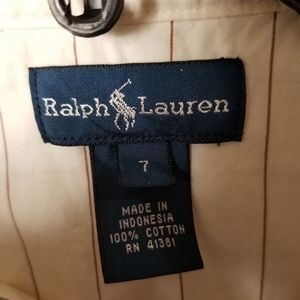 Ralph Lauren
7
MADE IN
INDONESIA
100% COTTON
RN 41381